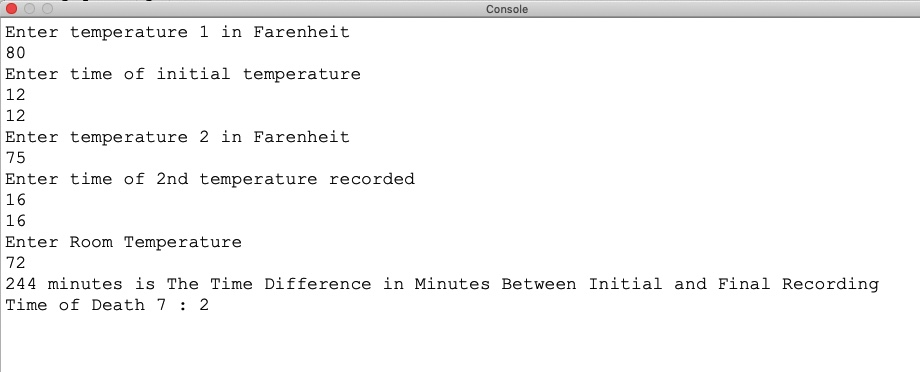 Console
Enter temperature 1 in Farenheit
80
Enter time of initial temperature
12
12
Enter temperature 2 in Farenheit
75
Enter time of 2nd temperature recorded
16
16
Enter Room Temperature
72
244 minutes is The Time Difference in Minutes Between Initial and Final Recording
Time of Death 7 : 2